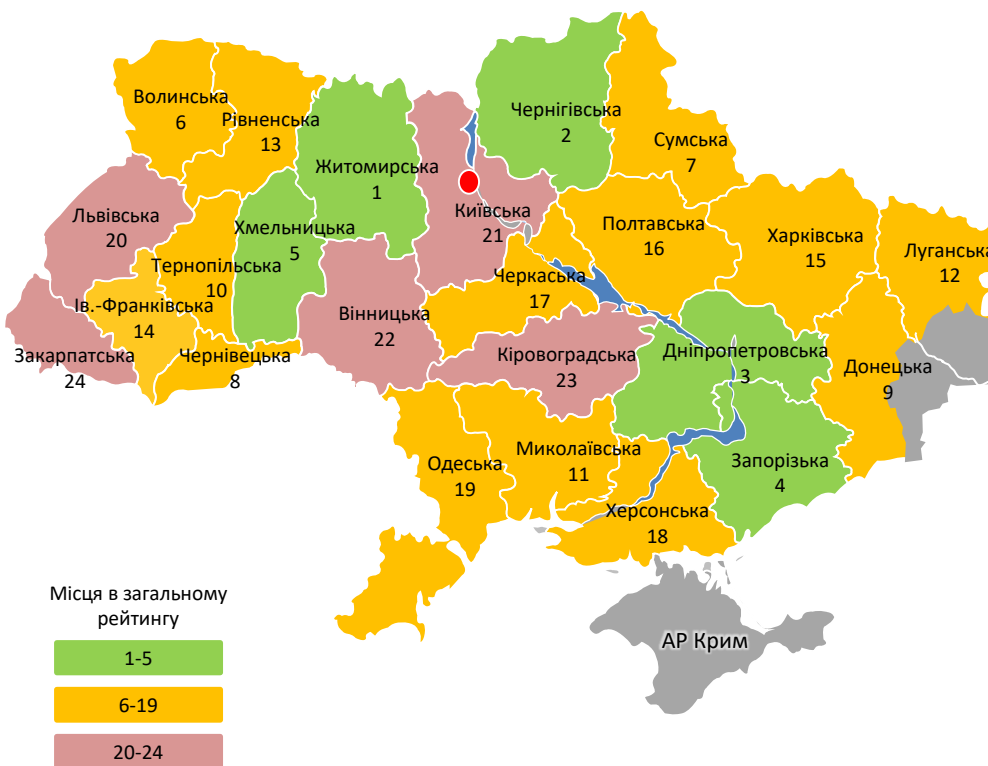 Волинська
6
Рівненська
13
Житомирська
1
Чернігівська
2
Сумська
7
Львівська
20
Хмельницька
5
Київська
21
Полтавська
16
Харківська
15
Луганська
12
Тернопільська
10
Черкаська
17
Ів.-Франківська
14
Вінницька
22
Закарпатська
24
Чернівецька
8
Кіровоградська
23
Дніпропетровська
3
Донецька
9
Одеська
19
Миколаївська
11
Запорізька
4
Херсонська
18
АР Крим
Місця в загальному
рейтингу
1-5
6-19
20-24